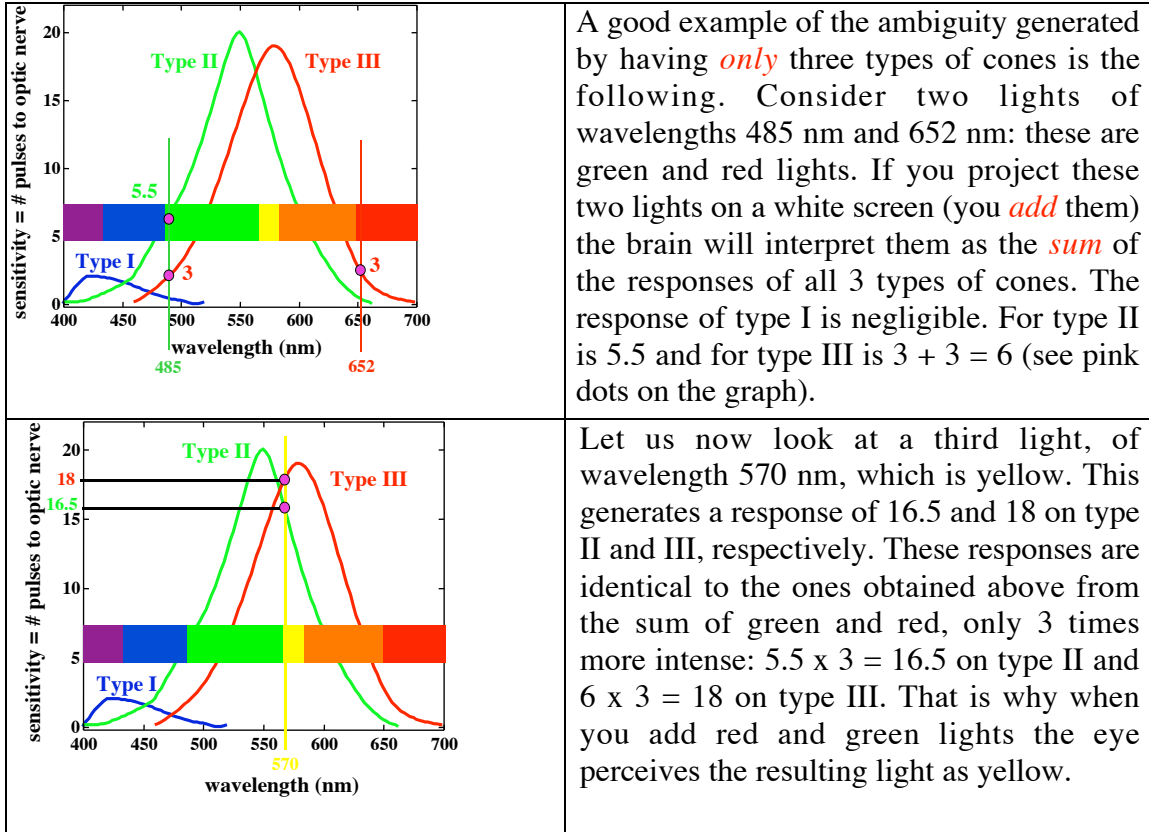 sensitivity = # pulses to optic nerve
20
15
10
5
0
Type II
Type III
5.5
Type I
3
3
400 450 500 550 600 650 700
wavelength (nm)
485
652
A good example of the ambiguity generated
by having only three types of cones is the
following. Consider two lights of
wavelengths 485 nm and 652 nm: these are
green and red lights. If you project these
two lights on a white screen (you add them)
the brain will interpret them as the sum of
the responses of all 3 types of cones. The
response of type I is negligible. For type II
is 5.5 and for type III is 3 + 3 = 6 (see pink
dots on the graph).
sensitivity = # pulses to optic nerve
20
18
16.5
15
10
5
0
Type II
Type III
Type I
400 450 500 550 600 650 700
570
wavelength (nm)
Let us now look at a third light, of
wavelength 570 nm, which is yellow. This
generates a response of 16.5 and 18 on type
II and III, respectively. These responses are
identical to the ones obtained above from
the sum of green and red, only 3 times
more intense: 5.5 x 3 = 16.5 on type II and
6 x 3 = 18 on type III. That is why when
you add red and green lights the eye
perceives the resulting light as yellow.